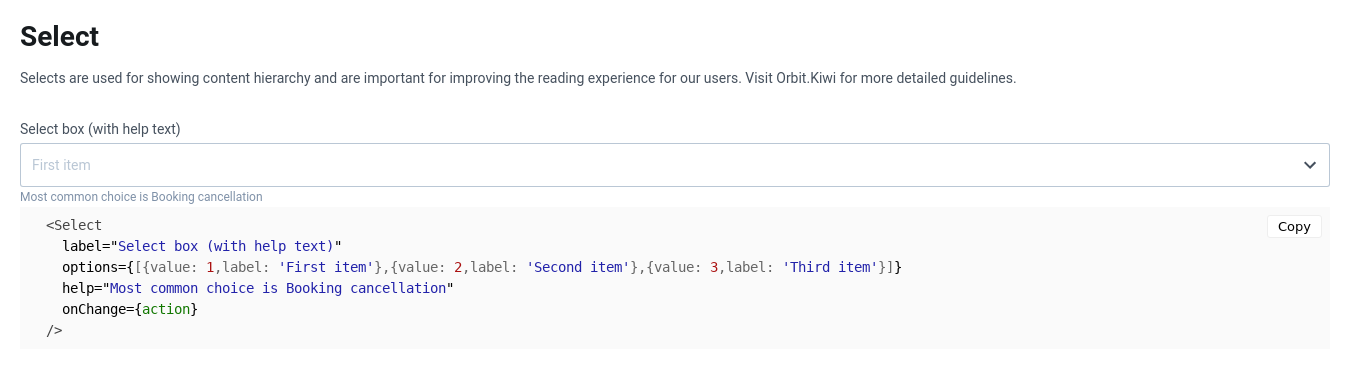 Select
Selects are used for showing content hierarchy and are important for improving the reading experience for our users. Visit Orbit.Kiwi for more detailed guidelines.
Select box (with help text)
First item
Most common choice is Booking cancellation
<Select
Copy
label="Select box (with help text)"
options={[{value: 1,label: 'First item'},{value: 2,label: 'Second item'},{value: 3,label: 'Third item'}]}
help="Most common choice is Booking cancellation"
onChange={action}
/>